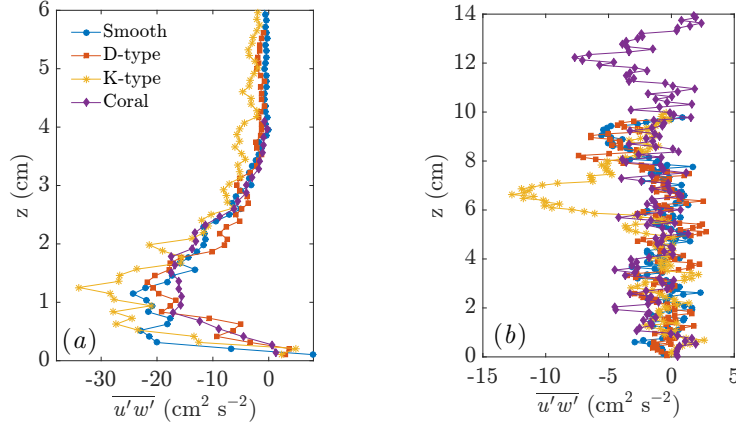 6
5
4
3
2
1
0
z (cm)
Smooth
D-type
K-type
Coral
(a)
-30 -20 -10 0
u′w′ (cm² s⁻²)
14
12
10
8
6
4
2
0
z (cm)
(b)
-15 -10 -5 0 5
u′w′ (cm² s⁻²)